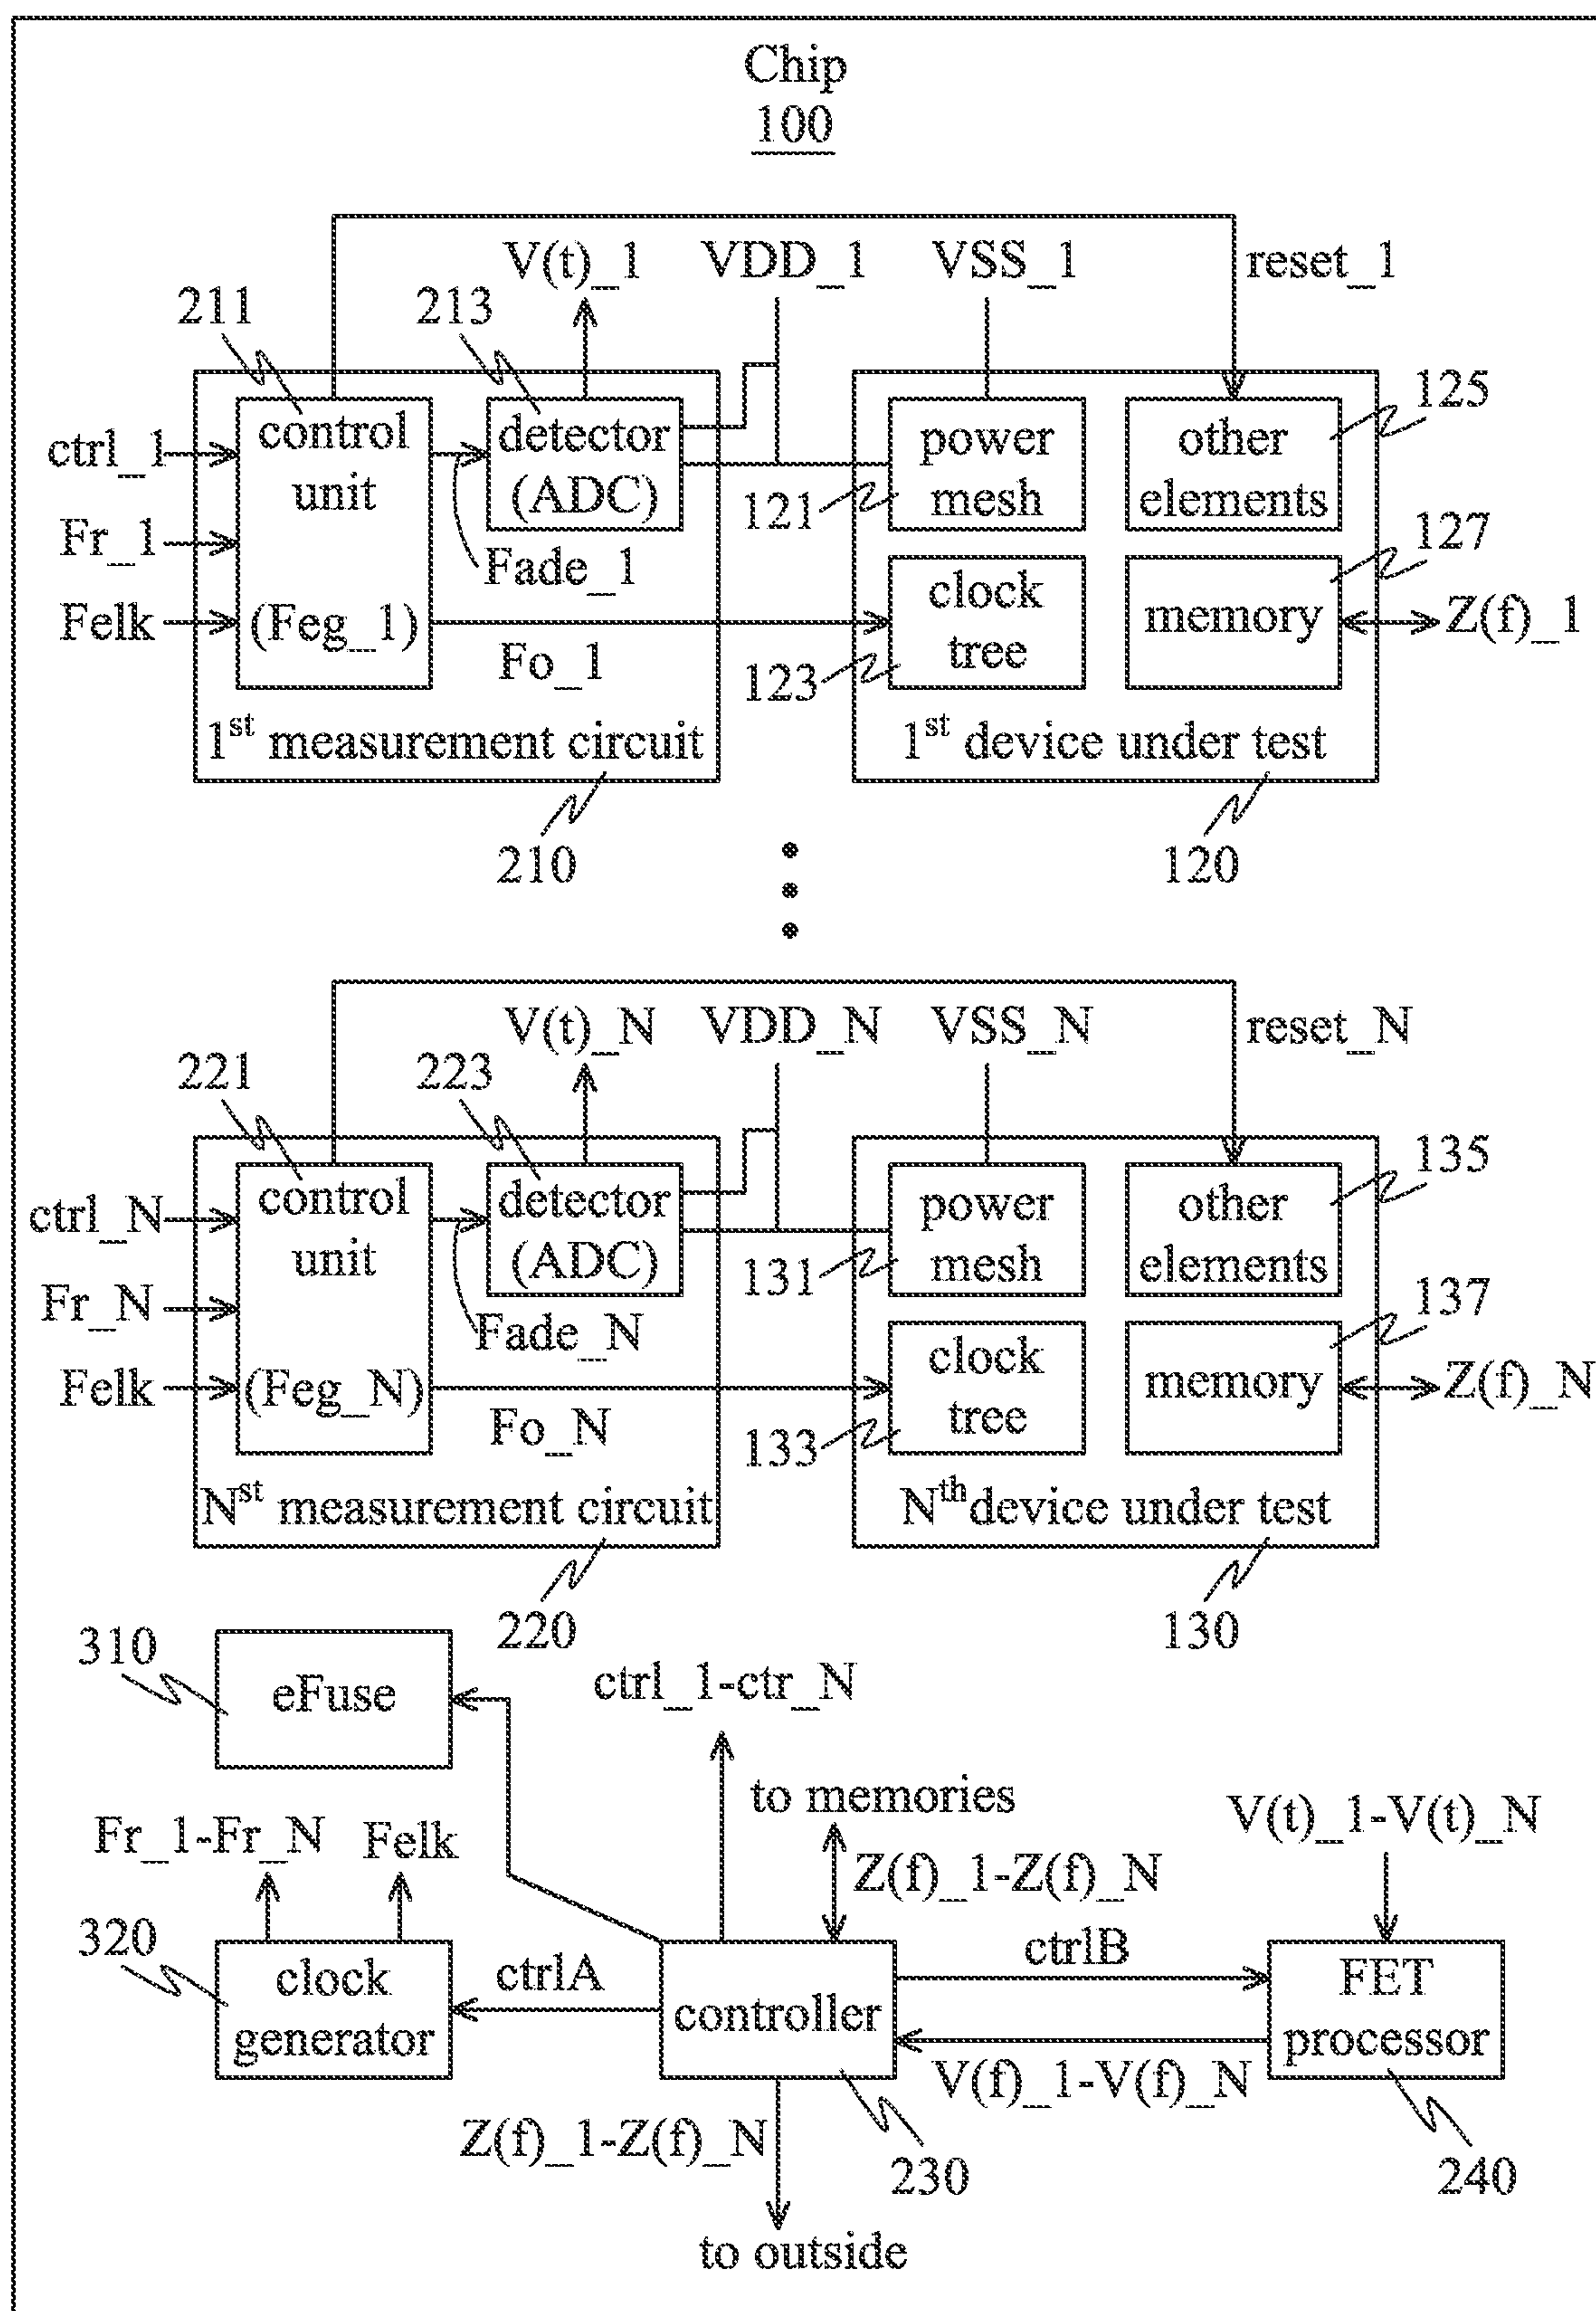 Chip
100
V(t)_1
VDD_1
VSS_1
reset_1
211
213
125
ctrl_1
control
unit
detector
(ADC)
power
mesh
other
elements
121
127
Fr_1
Fade_1
Felk
(Feg_1)
clock
tree
memory
Z(f)_1
Fo_1
123
1st measurement circuit
1st device under test
210
120
V(t)_N
VDD_N
VSS_N
reset_N
221
223
135
ctrl_N
control
unit
detector
(ADC)
power
mesh
other
elements
131
137
Fr_N
Fade_N
Felk
(Feg_N)
clock
tree
memory
Z(f)_N
Fo_N
133
Nst measurement circuit
Nth device under test
220
130
310
eFuse
ctrl_1-ctr_N
to memories
Fr_1-Fr_N
Felk
V(t)_1-V(t)_N
Z(f)_1-Z(f)_N
320
clock
generator
ctrlA
controller
ctrlB
FET
processor
V(f)_1-V(f)_N
Z(f)_1-Z(f)_N
230
240
to outside